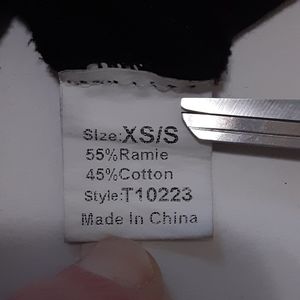 Size:XS/S
55%Ramie
45%Cotton
Style:T10223
Made In China